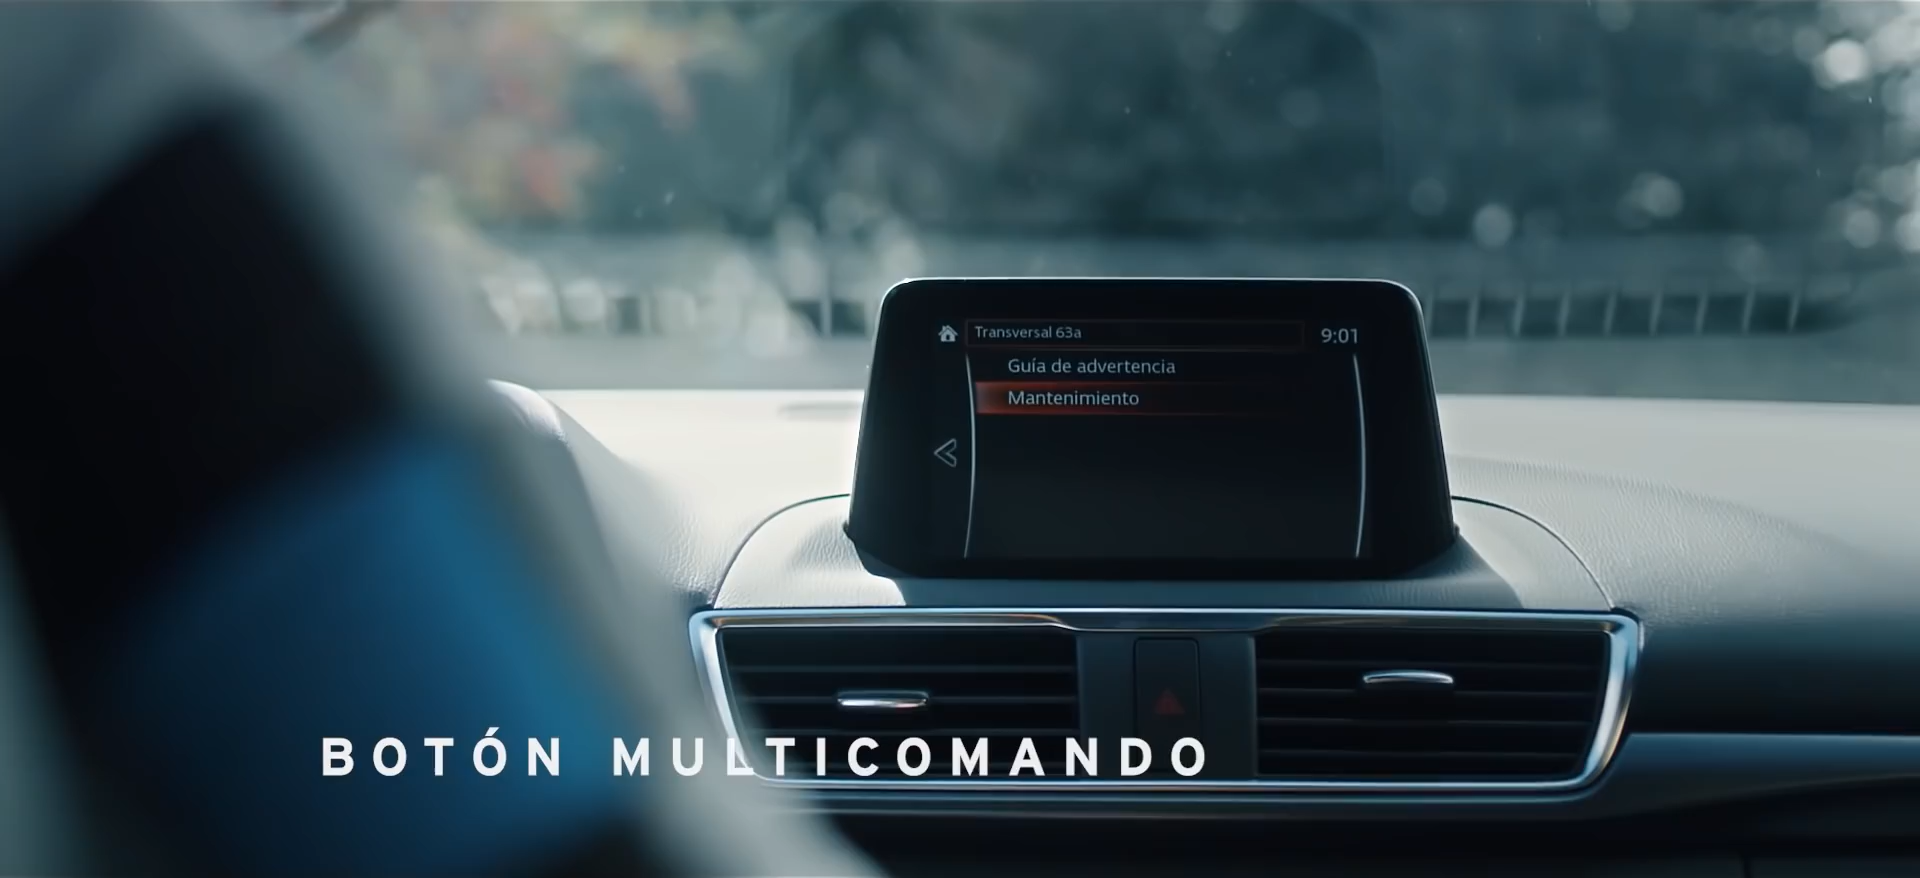 Transversal 63a
9:01
Guía de advertencia
Mantenimiento
BOTÓN MULTICOMANDO